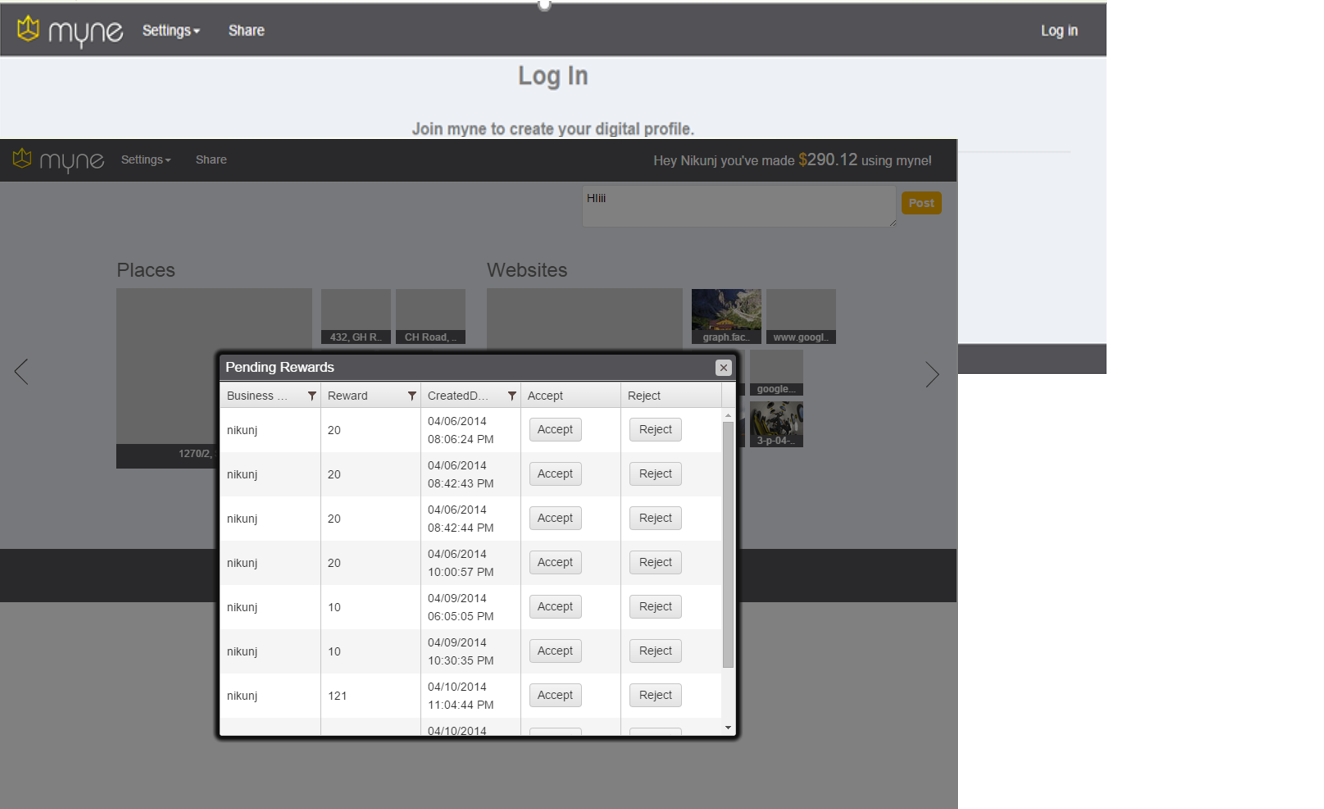 myne Settings Share Log in
Log In
Join myne to create your digital profile.
myne Settings Share Hey Nikunj you've made $290.12 using myne!
HIiii
Post
Places Websites
432, GH R.. CH Road, .. graph.fac.. www.googl..
google...
3-p-04-..
1270/2,
Pending Rewards
Business ... Reward CreatedD... Accept Reject
nikunj 20 04/06/2014 08:06:24 PM Accept Reject
nikunj 20 04/06/2014 08:42:43 PM Accept Reject
nikunj 20 04/06/2014 08:42:44 PM Accept Reject
nikunj 20 04/06/2014 10:00:57 PM Accept Reject
nikunj 10 04/09/2014 06:05:05 PM Accept Reject
nikunj 10 04/09/2014 10:30:35 PM Accept Reject
nikunj 121 04/10/2014 11:04:44 PM Accept Reject
04/10/2014